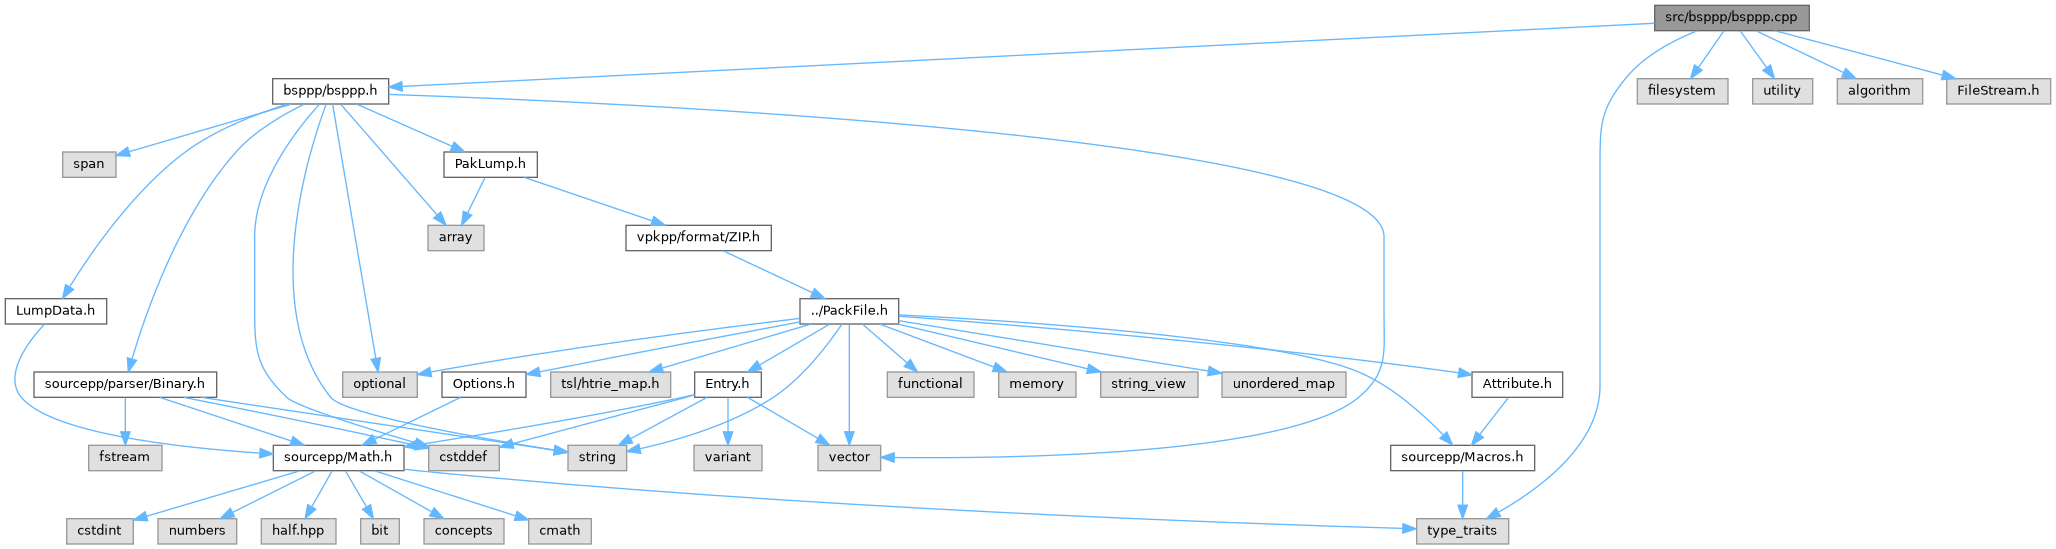 src/bsppp/bsppp.cpp
bsppp/bsppp.h
filesystem
utility
algorithm
FileStream.h
span
PakLump.h
array
vpkpp/format/ZIP.h
LumpData.h
../PackFile.h
sourcepp/parser/Binary.h
optional
Options.h
tsl/htrie_map.h
Entry.h
functional
memory
string_view
unordered_map
Attribute.h
fstream
sourcepp/Math.h
cstddef
string
variant
vector
sourcepp/Macros.h
cstdint
numbers
half.hpp
bit
concepts
cmath
type_traits